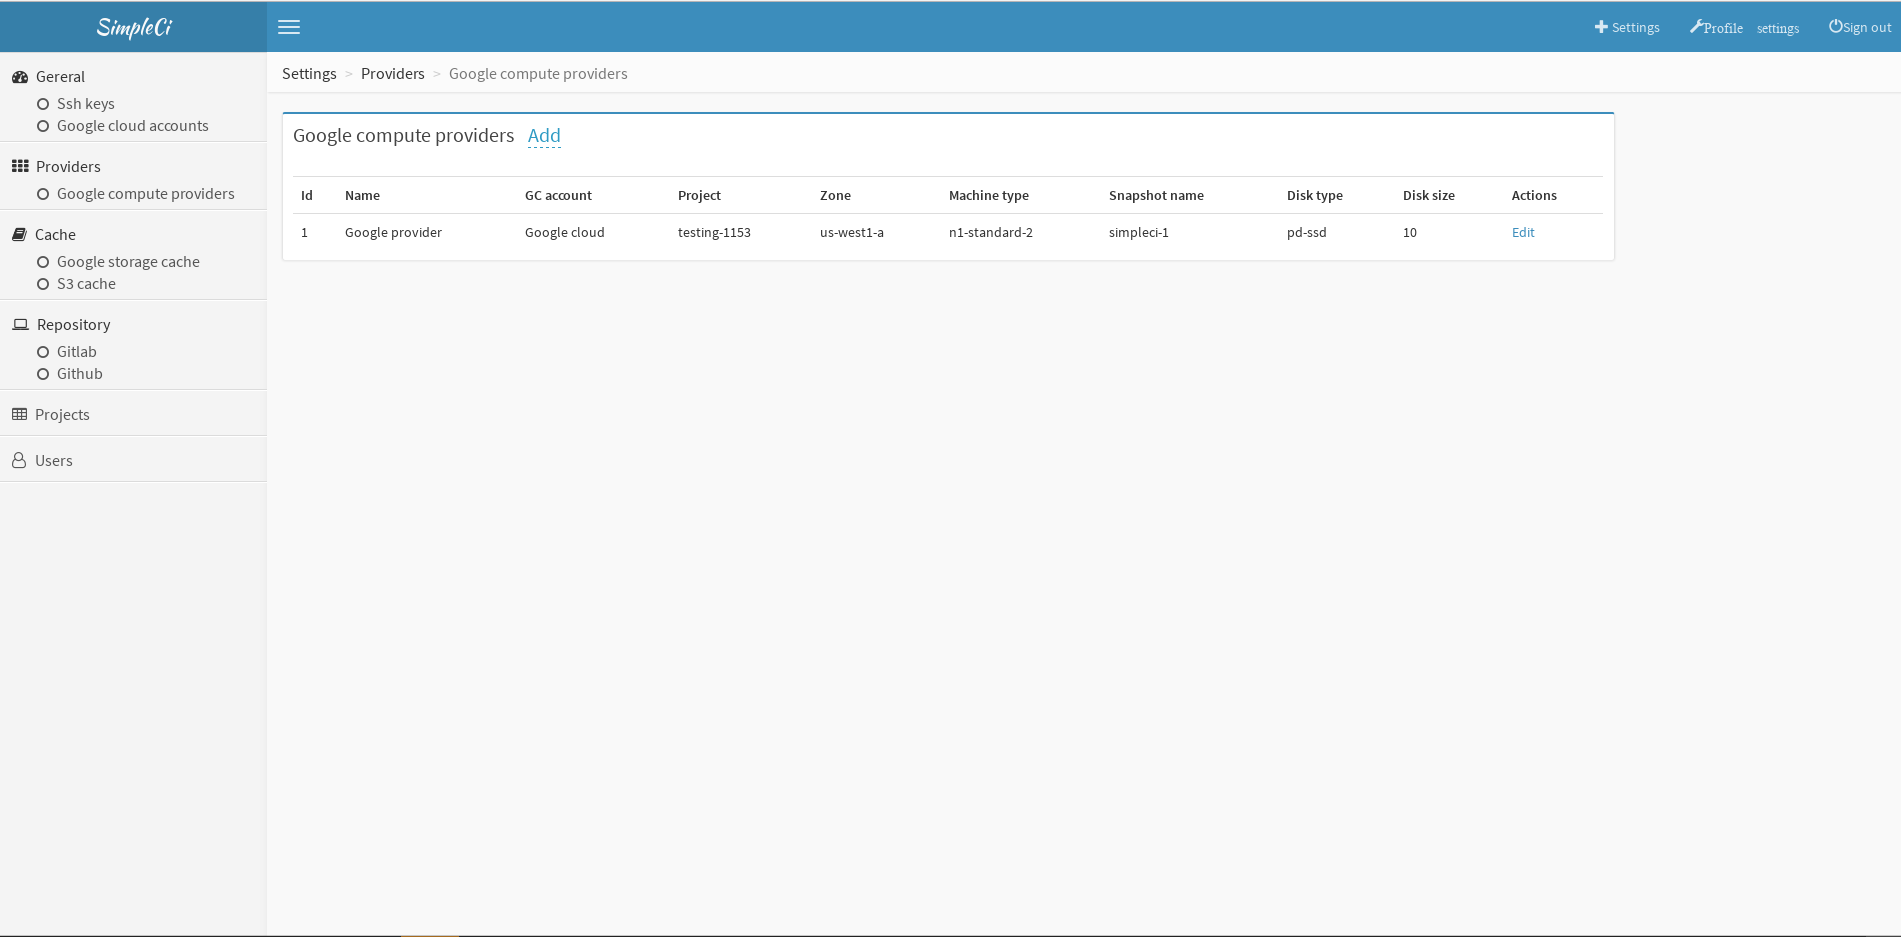 SimpleCi
Settings Profile settings Sign out
Gereral
Ssh keys
Google cloud accounts
Providers
Google compute providers
Cache
Google storage cache
S3 cache
Repository
Gitlab
Github
Projects
Users
Settings > Providers > Google compute providers
Google compute providers Add
Id Name GC account Project Zone Machine type Snapshot name Disk type Disk size Actions
1 Google provider Google cloud testing-1153 us-west1-a n1-standard-2 simpleci-1 pd-ssd 10 Edit